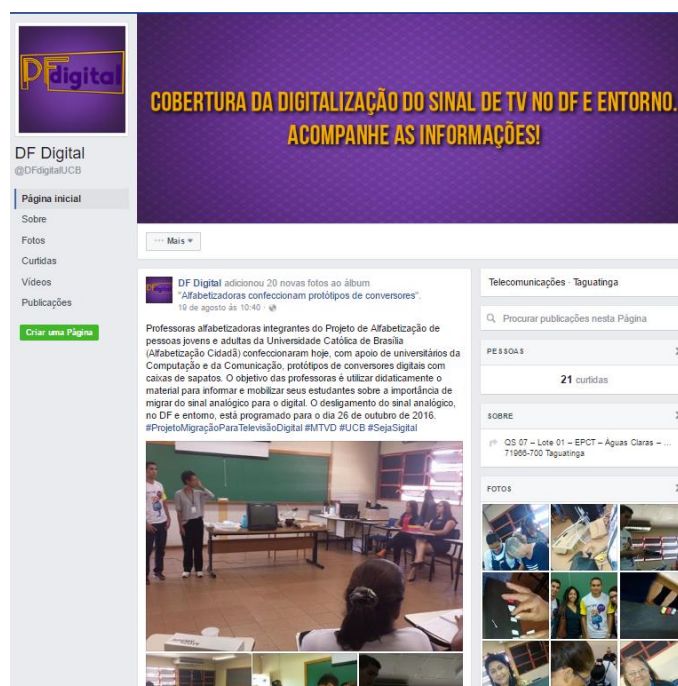 DFdigital
COBERTURA DA DIGITALIZAÇÃO DO SINAL DE TV NO DF E ENTORNO.
ACOMPANHE AS INFORMAÇÕES!
DF Digital
@DFdigitalUCB
Página inicial
Sobre
Fotos
Curtidas
Vídeos
Publicações
Criar uma Página
··· Mais
DF Digital adicionou 20 novas fotos ao álbum
"Alfabetizadoras confeccionam protótipos de conversores".
19 de agosto às 10:40 ·
Professoras alfabetizadoras integrantes do Projeto de Alfabetização de
pessoas jovens e adultas da Universidade Católica de Brasília
(Alfabetização Cidadã) confeccionaram hoje, com apoio de universitários da
Computação e da Comunicação, protótipos de conversores digitais com
caixas de sapatos. O objetivo das professoras é utilizar didaticamente o
material para informar e mobilizar seus estudantes sobre a importância de
migrar do sinal analógico para o digital. O desligamento do sinal analógico,
no DF e entorno, está programado para o dia 26 de outubro de 2016.
#ProjetoMigraçãoParaTelevisãoDigital #MTVD #UCB #SejaSigital
Telecomunicações · Taguatinga
Procurar publicações nesta Página
PESSOAS
21 curtidas
SOBRE
QS 07 – Lote 01 – EPCT – Águas Claras – ...
71966-700 Taguatinga
FOTOS